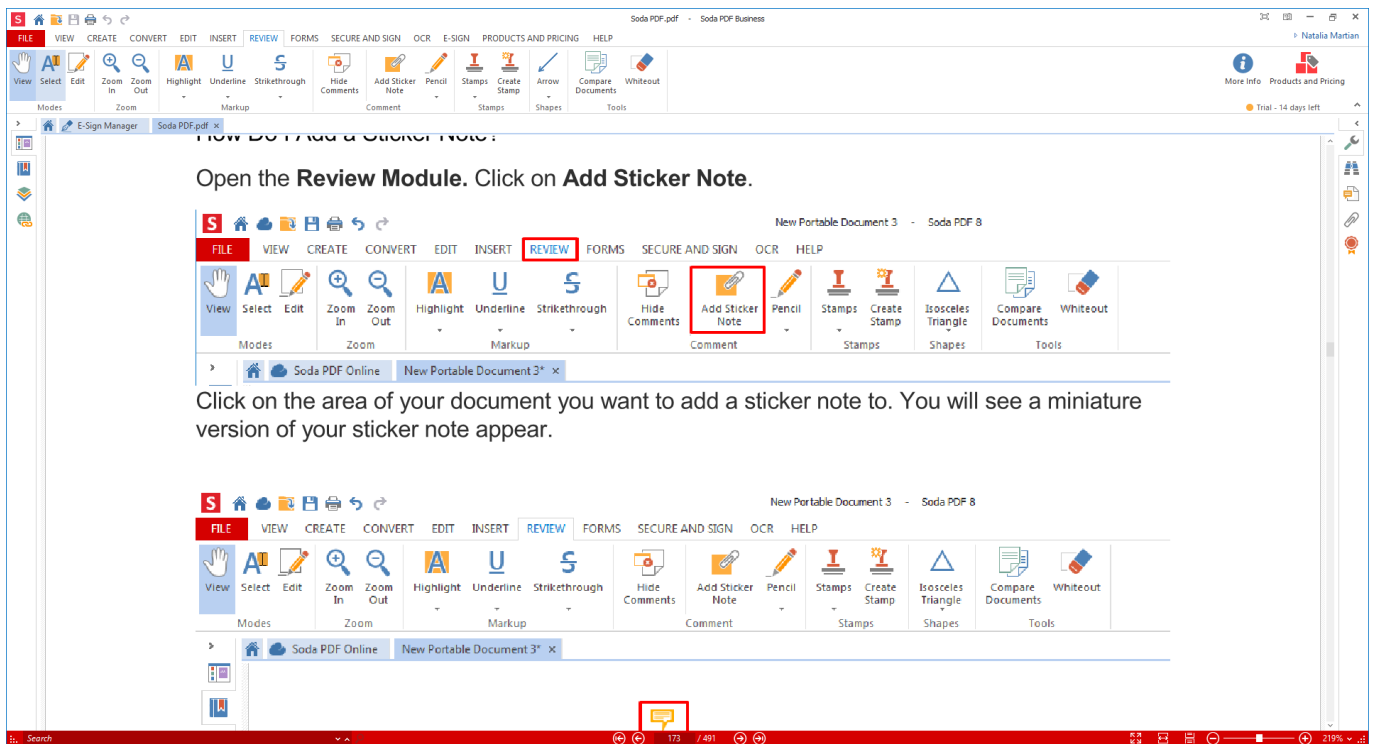 S Soda PDF.pdf - Soda PDF Business
FILE VIEW CREATE CONVERT EDIT INSERT REVIEW FORMS SECURE AND SIGN OCR E-SIGN PRODUCTS AND PRICING HELP Natalia Martian
View Select Edit Zoom In Zoom Out Highlight Underline Strikethrough Hide Comments Add Sticker Note Pencil Stamps Create Stamp Arrow Compare Documents Whiteout More Info Products and Pricing
Modes Zoom Markup Comment Stamps Shapes Tools Trial - 14 days left
E-Sign Manager Soda PDF.pdf ×
How Do I Add a Sticker Note?
Open the Review Module. Click on Add Sticker Note.
S New Portable Document 3 - Soda PDF 8
FILE VIEW CREATE CONVERT EDIT INSERT REVIEW FORMS SECURE AND SIGN OCR HELP
View Select Edit Zoom In Zoom Out Highlight Underline Strikethrough Hide Comments Add Sticker Note Pencil Stamps Create Stamp Isosceles Triangle Compare Documents Whiteout
Modes Zoom Markup Comment Stamps Shapes Tools
Soda PDF Online New Portable Document 3* ×
Click on the area of your document you want to add a sticker note to. You will see a miniature
version of your sticker note appear.
S New Portable Document 3 - Soda PDF 8
FILE VIEW CREATE CONVERT EDIT INSERT REVIEW FORMS SECURE AND SIGN OCR HELP
View Select Edit Zoom In Zoom Out Highlight Underline Strikethrough Hide Comments Add Sticker Note Pencil Stamps Create Stamp Isosceles Triangle Compare Documents Whiteout
Modes Zoom Markup Comment Stamps Shapes Tools
Soda PDF Online New Portable Document 3* ×
Search 173 / 491 219%